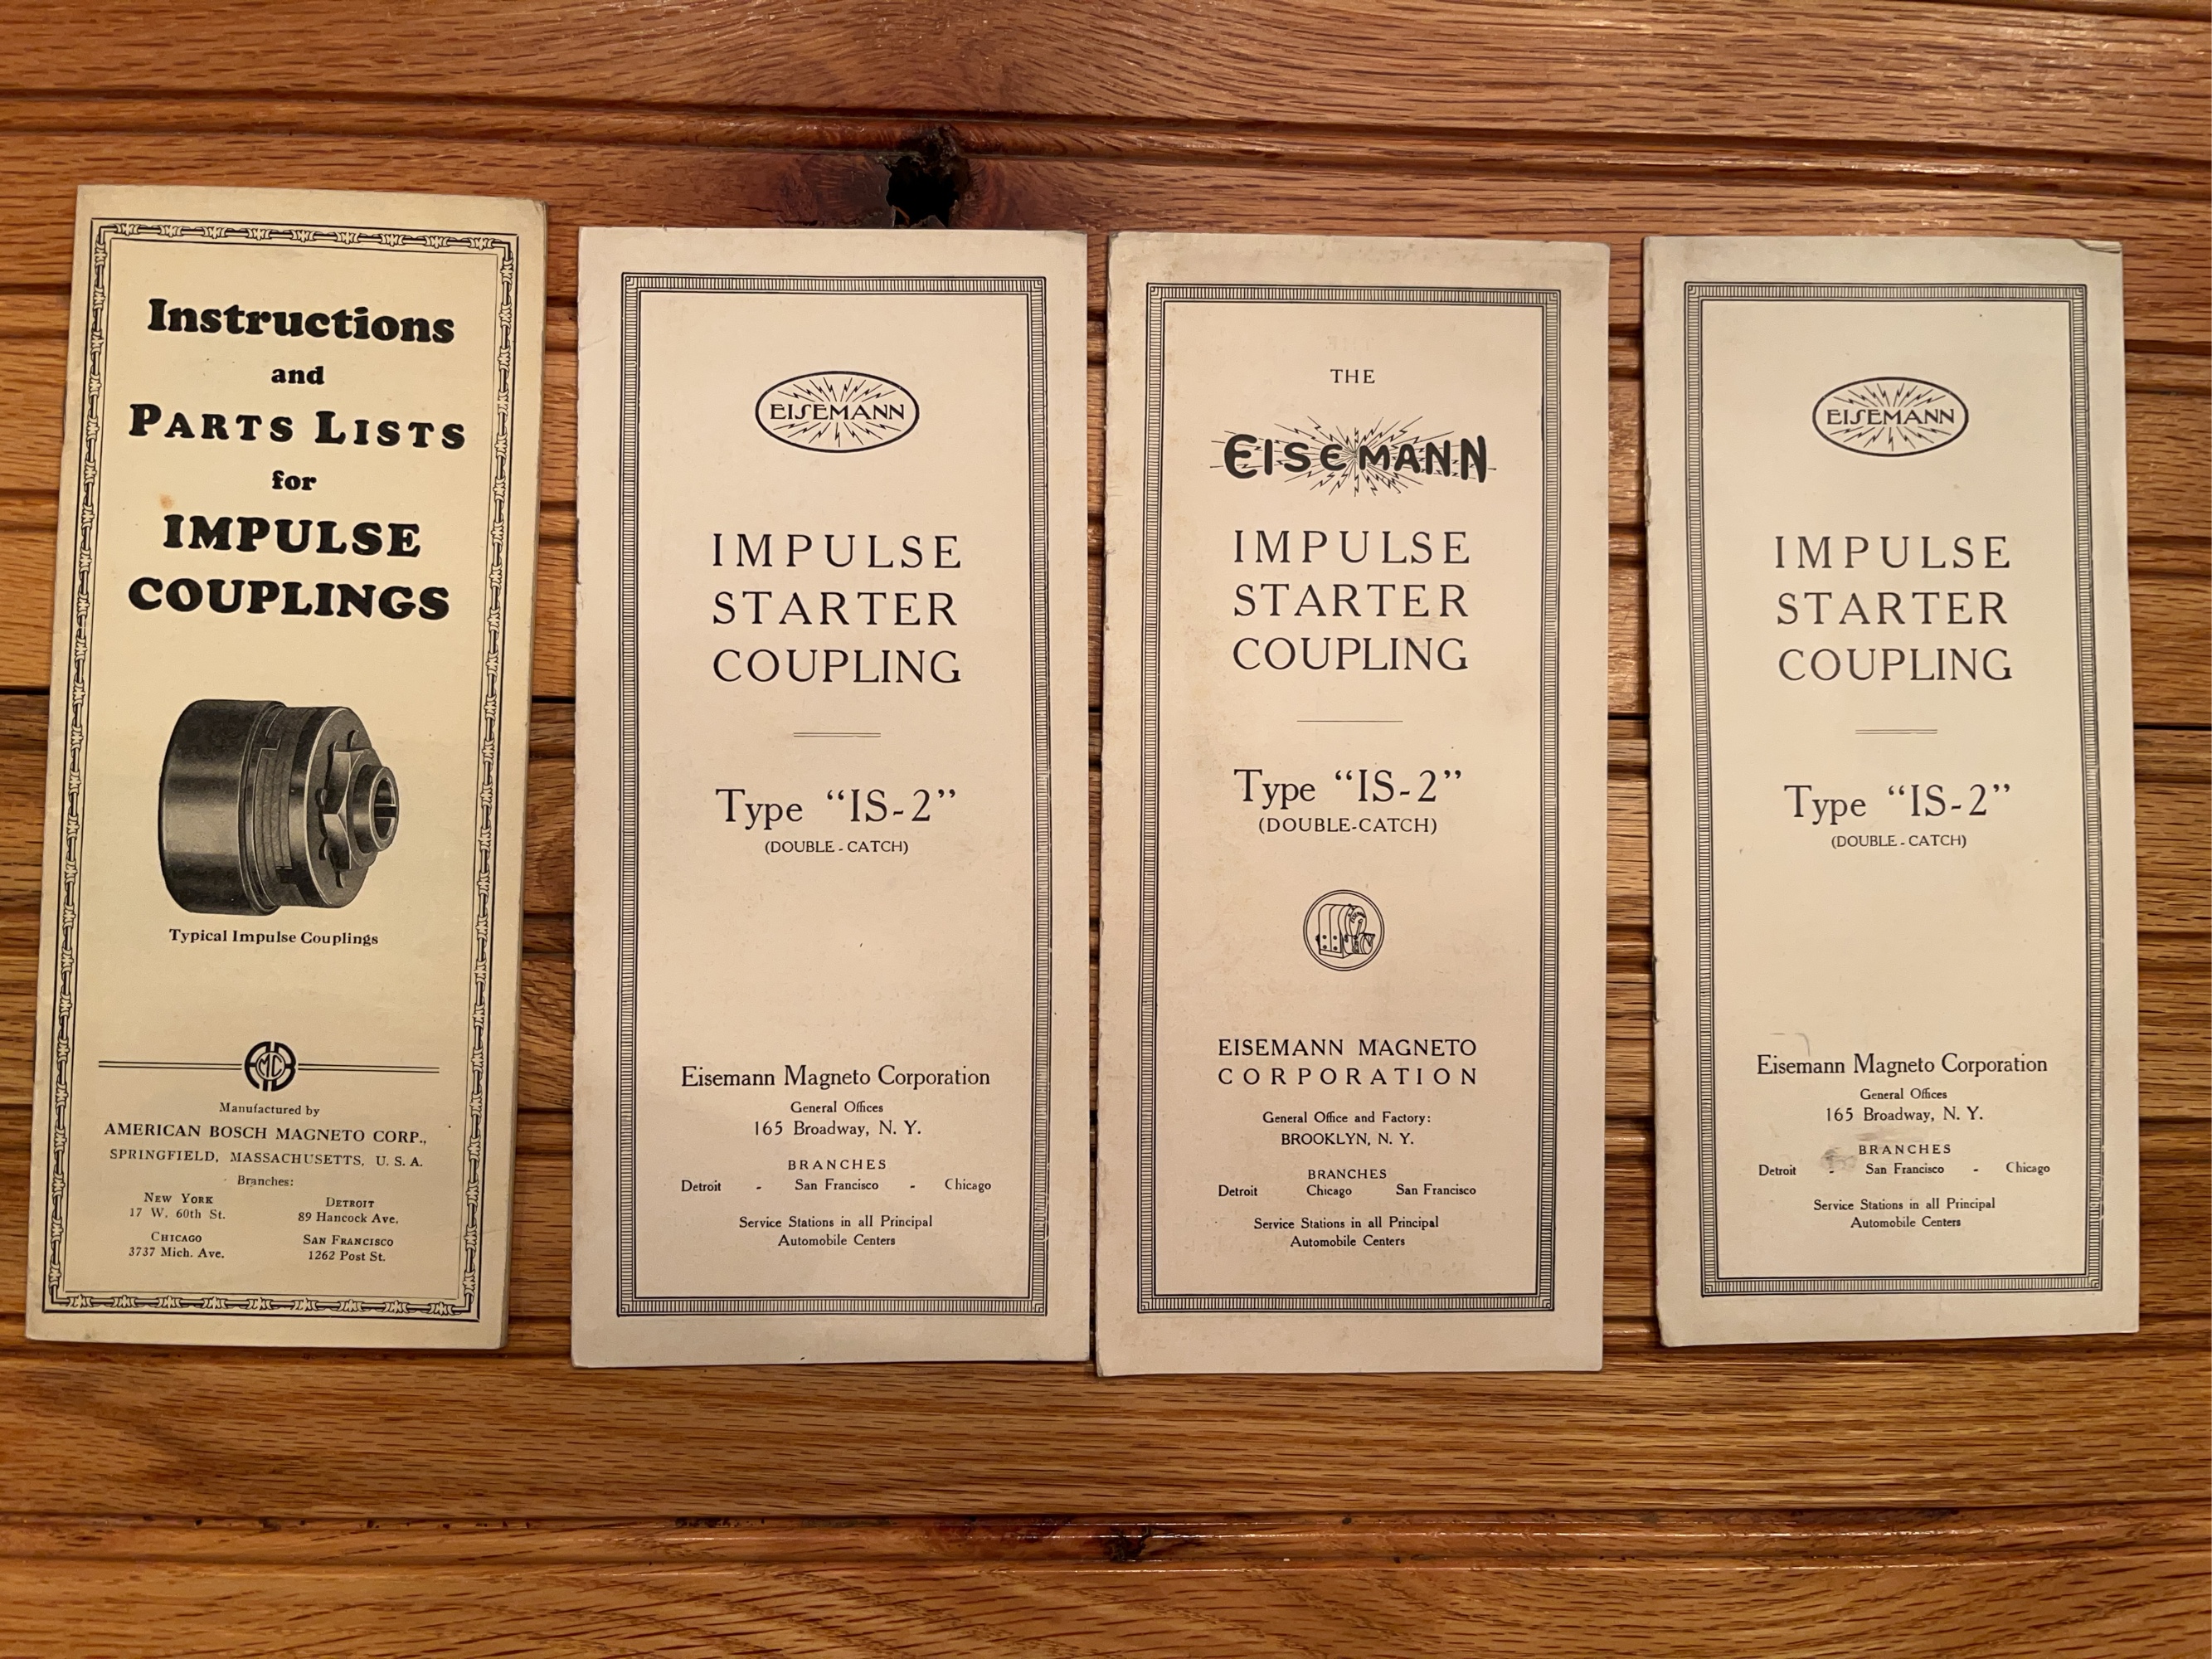 Instructions
and
PARTS LISTS
for
IMPULSE
COUPLINGS
Typical Impulse Couplings
AMBC
Manufactured by
AMERICAN BOSCH MAGNETO CORP.,
SPRINGFIELD, MASSACHUSETTS, U. S. A.
Branches:
NEW YORK
17 W. 60th St.
DETROIT
89 Hancock Ave.
CHICAGO
3737 Mich. Ave.
SAN FRANCISCO
1262 Post St.
EISEMANN
IMPULSE
STARTER
COUPLING
Type "IS-2"
(DOUBLE-CATCH)
Eisemann Magneto Corporation
General Offices
165 Broadway, N. Y.
BRANCHES
Detroit - San Francisco - Chicago
Service Stations in all Principal
Automobile Centers
THE
EISEMANN
IMPULSE
STARTER
COUPLING
Type "IS-2"
(DOUBLE-CATCH)
EISEMANN MAGNETO
CORPORATION
General Office and Factory:
BROOKLYN, N. Y.
BRANCHES
Detroit Chicago San Francisco
Service Stations in all Principal
Automobile Centers
EISEMANN
IMPULSE
STARTER
COUPLING
Type "IS-2"
(DOUBLE-CATCH)
Eisemann Magneto Corporation
General Offices
165 Broadway, N. Y.
BRANCHES
Detroit - San Francisco - Chicago
Service Stations in all Principal
Automobile Centers